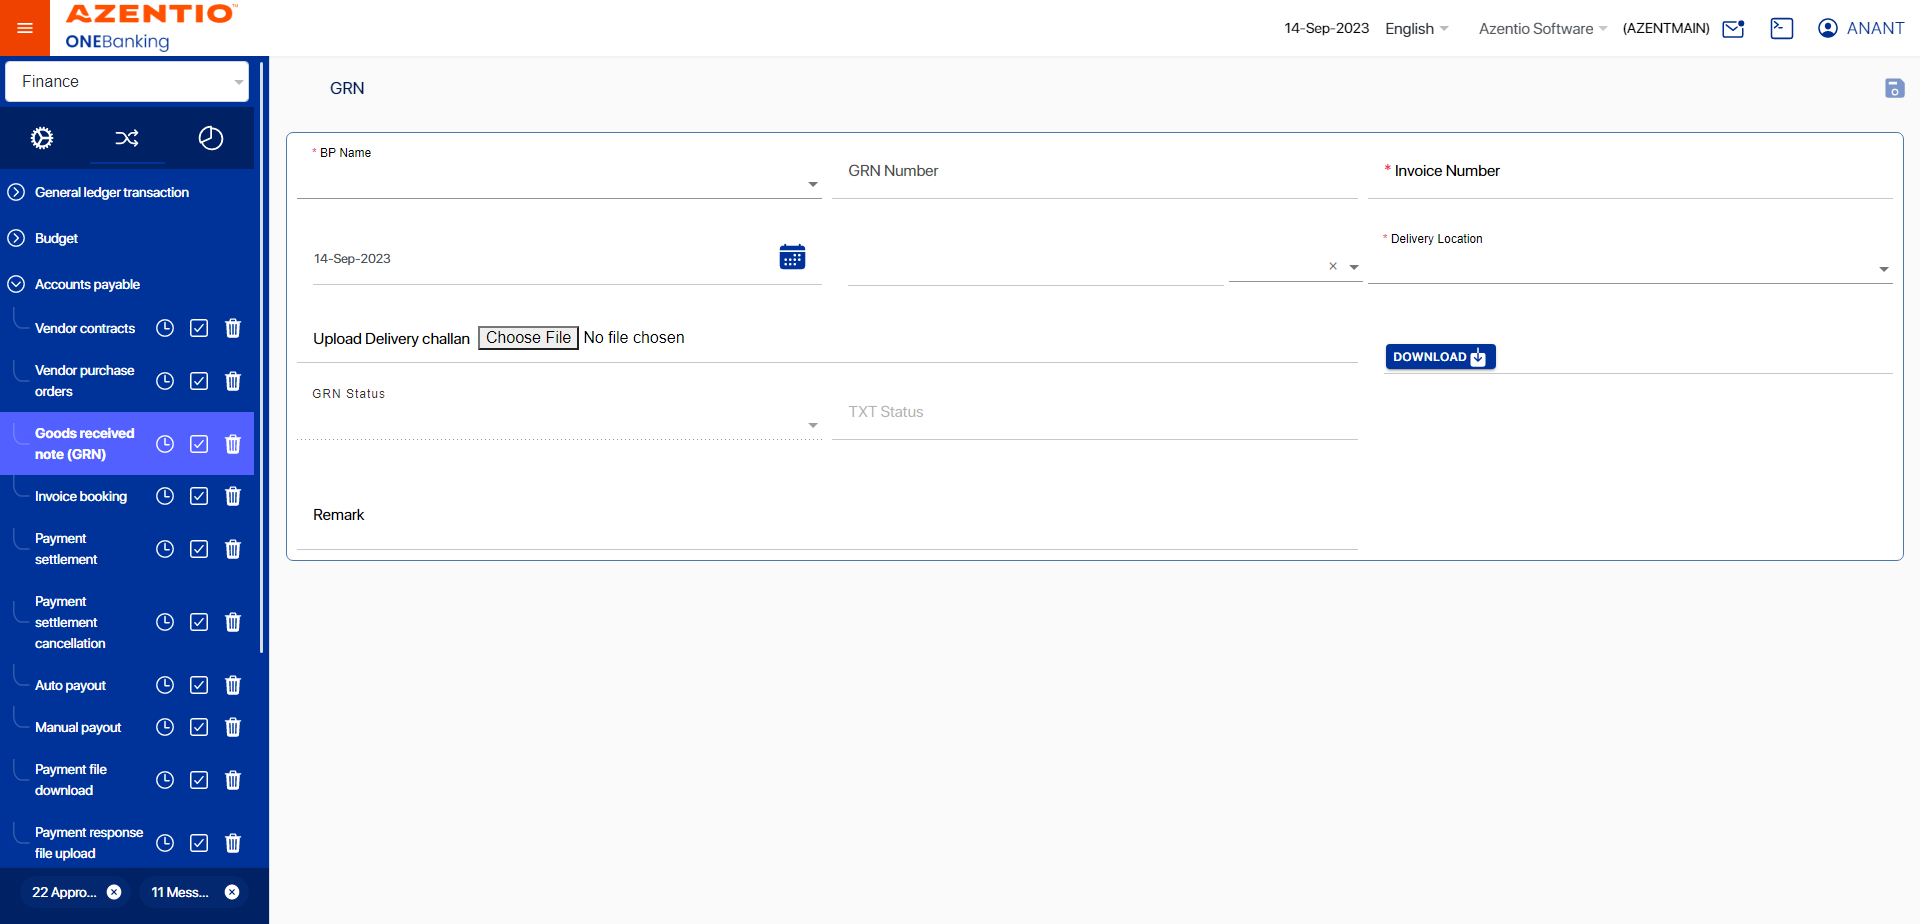 AZENTIO™
ONEBanking
14-Sep-2023
English
Azentio Software
(AZENTMAIN)
ANANT
Finance
General ledger transaction
Budget
Accounts payable
Vendor contracts
Vendor purchase
orders
Goods received
note (GRN)
Invoice booking
Payment
settlement
Payment
settlement
cancellation
Auto payout
Manual payout
Payment file
download
Payment response
file upload
22 Appro...
11 Mess...
GRN
* BP Name
GRN Number
* Invoice Number
14-Sep-2023
* Delivery Location
Upload Delivery challan Choose File No file chosen
DOWNLOAD
GRN Status
TXT Status
Remark